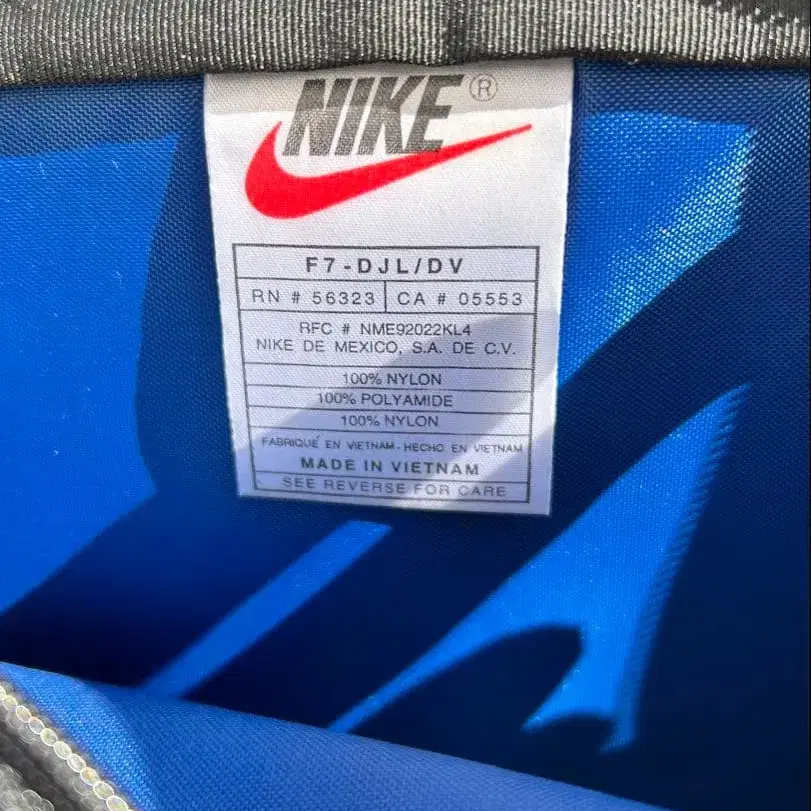 NIKE®
F7-DJL/DV
RN # 56323 CA # 05553
RFC # NME92022KL4
NIKE DE MEXICO, S.A. DE C.V.
100% NYLON
100% POLYAMIDE
100% NYLON
FABRIQUÉ EN VIETNAM - HECHO EN VIETNAM
MADE IN VIETNAM
SEE REVERSE FOR CARE